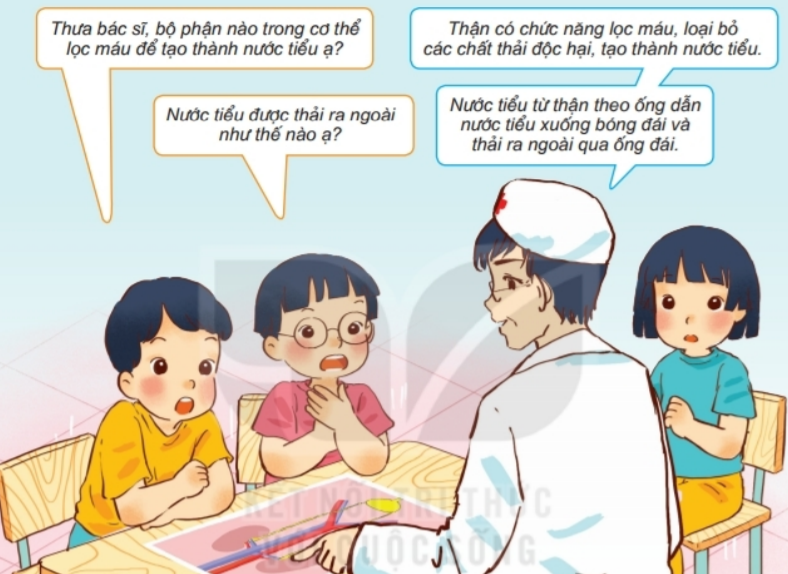 Thưa bác sĩ, bộ phận nào trong cơ thể
lọc máu để tạo thành nước tiểu ạ?
Thận có chức năng lọc máu, loại bỏ
các chất thải độc hại, tạo thành nước tiểu.
Nước tiểu được thải ra ngoài
như thế nào ạ?
Nước tiểu từ thận theo ống dẫn
nước tiểu xuống bóng đái và
thải ra ngoài qua ống đái.
KẾT NỐI TRI THỨC
VỚI CUỘC SỐNG